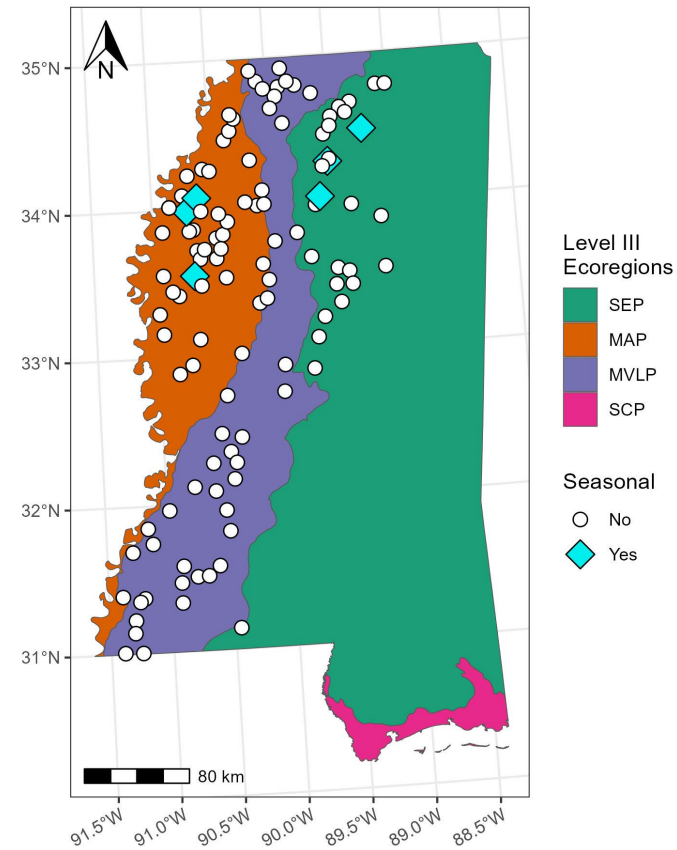 N
35°N
34°N
33°N
32°N
31°N
80 km
91.5°W
91.0°W
90.5°W
90.0°W
89.5°W
89.0°W
88.5°W
Level III
Ecoregions
SEP
MAP
MVLP
SCP
Seasonal
No
Yes